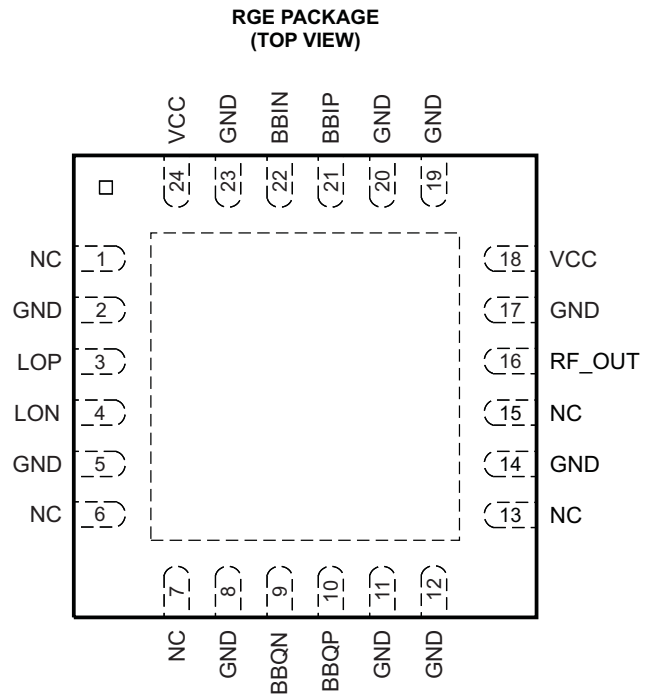 RGE PACKAGE
(TOP VIEW)
VCC
GND
BBIN
BBIP
GND
GND
24
23
22
21
20
19
NC 1
GND 2
LOP 3
LON 4
GND 5
NC 6
18 VCC
17 GND
16 RF_OUT
15 NC
14 GND
13 NC
7
8
9
10
11
12
NC
GND
BBQN
BBQP
GND
GND